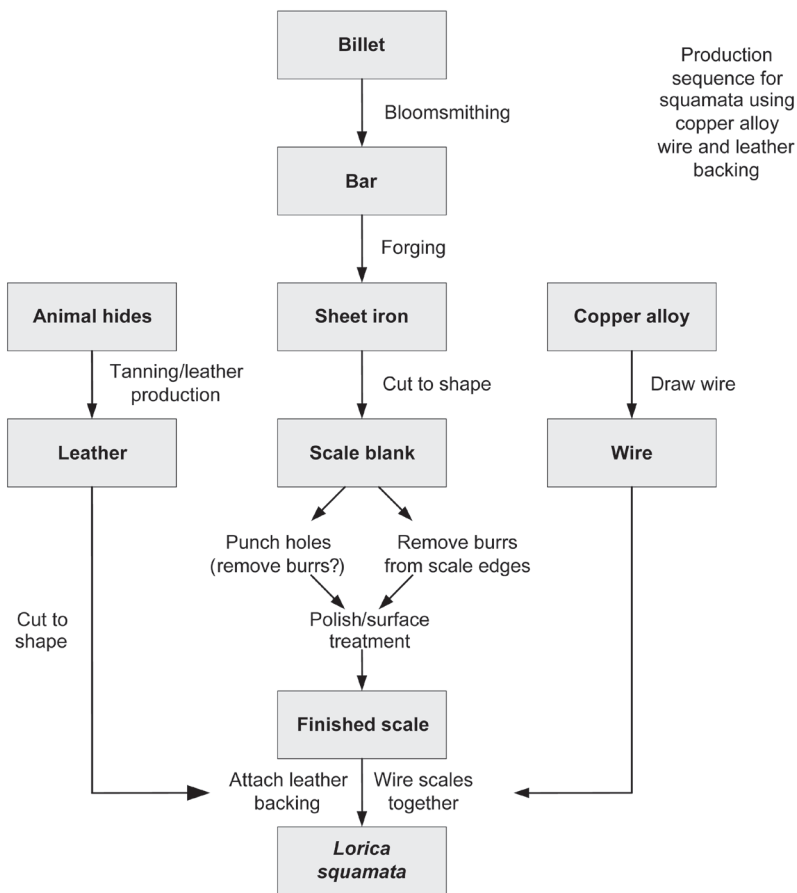 Billet
Production
sequence for
squamata using
copper alloy
wire and leather
backing
Bloomsmithing
Bar
Forging
Animal hides
Sheet iron
Copper alloy
Tanning/leather
production
Cut to shape
Draw wire
Leather
Scale blank
Wire
Punch holes
(remove burrs?)
Remove burrs
from scale edges
Cut to
shape
Polish/surface
treatment
Finished scale
Attach leather
backing
Wire scales
together
Lorica
squamata